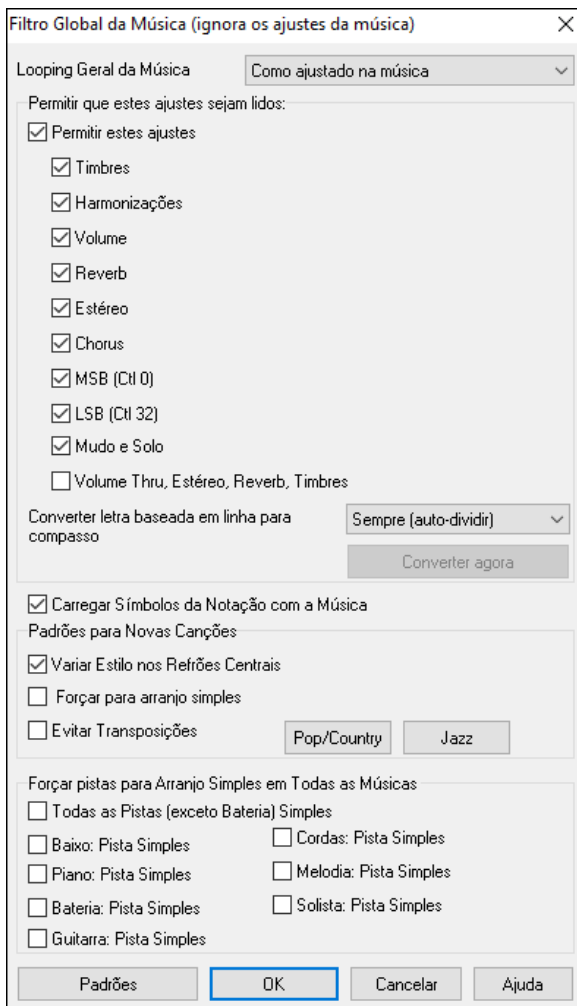 Filtro Global da Música (ignora os ajustes da música)
Looping Geral da Música Como ajustado na música
Permitir que estes ajustes sejam lidos:
Permitir estes ajustes
Timbres
Harmonizações
Volume
Reverb
Estéreo
Chorus
MSB (Ctl 0)
LSB (Ctl 32)
Mudo e Solo
Volume Thru, Estéreo, Reverb, Timbres
Converter letra baseada em linha para
compasso
Sempre (auto-dividir)
Converter agora
Carregar Símbolos da Notação com a Música
Padrões para Novas Canções
Variar Estilo nos Refrões Centrais
Forçar para arranjo simples
Evitar Transposições
Pop/Country Jazz
Forçar pistas para Arranjo Simples em Todas as Músicas
Todas as Pistas (exceto Bateria) Simples
Baixo: Pista Simples Cordas: Pista Simples
Piano: Pista Simples Melodia: Pista Simples
Bateria: Pista Simples Solista: Pista Simples
Guitarra: Pista Simples
Padrões OK Cancelar Ajuda